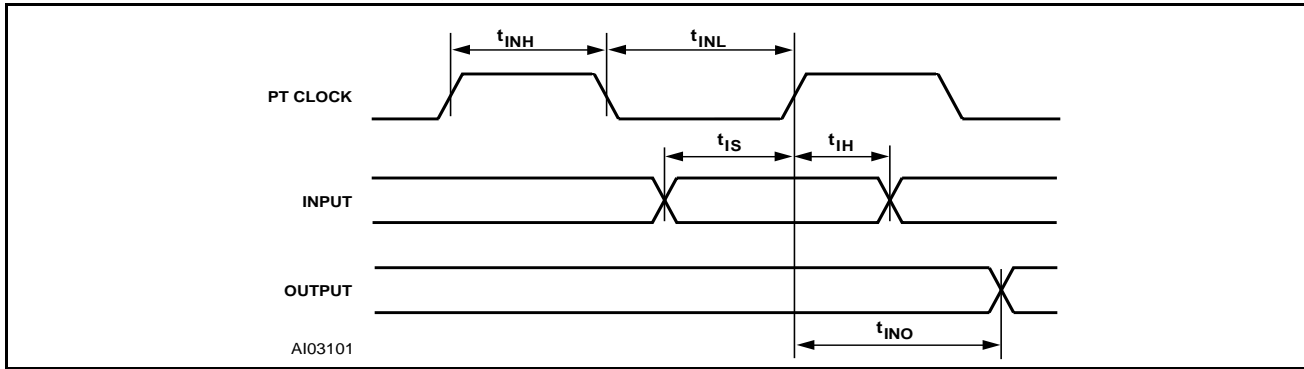 tINH
tINL
PT CLOCK
tIS
tIH
INPUT
OUTPUT
tINO
AI03101